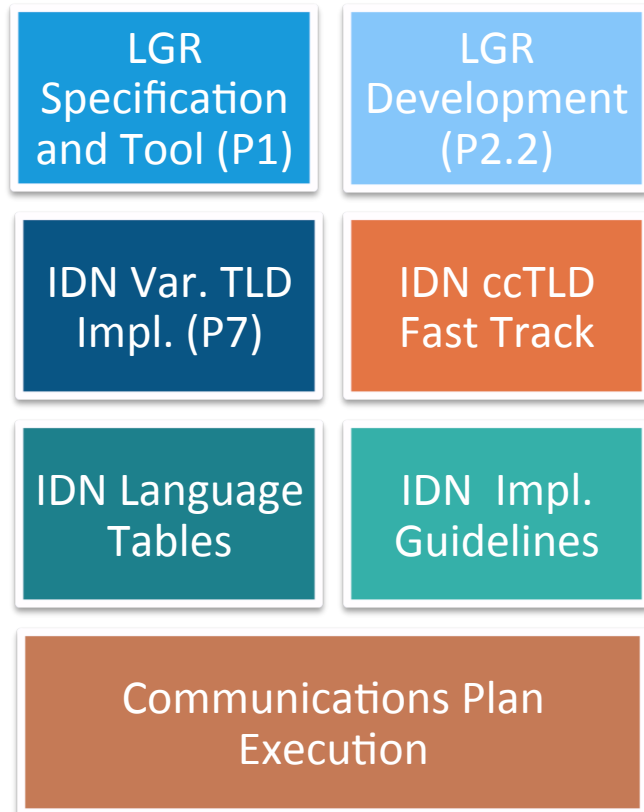 LGR
Specification
and Tool (P1)
LGR
Development
(P2.2)
IDN Var. TLD
Impl. (P7)
IDN ccTLD
Fast Track
IDN Language
Tables
IDN Impl.
Guidelines
Communications Plan
Execution